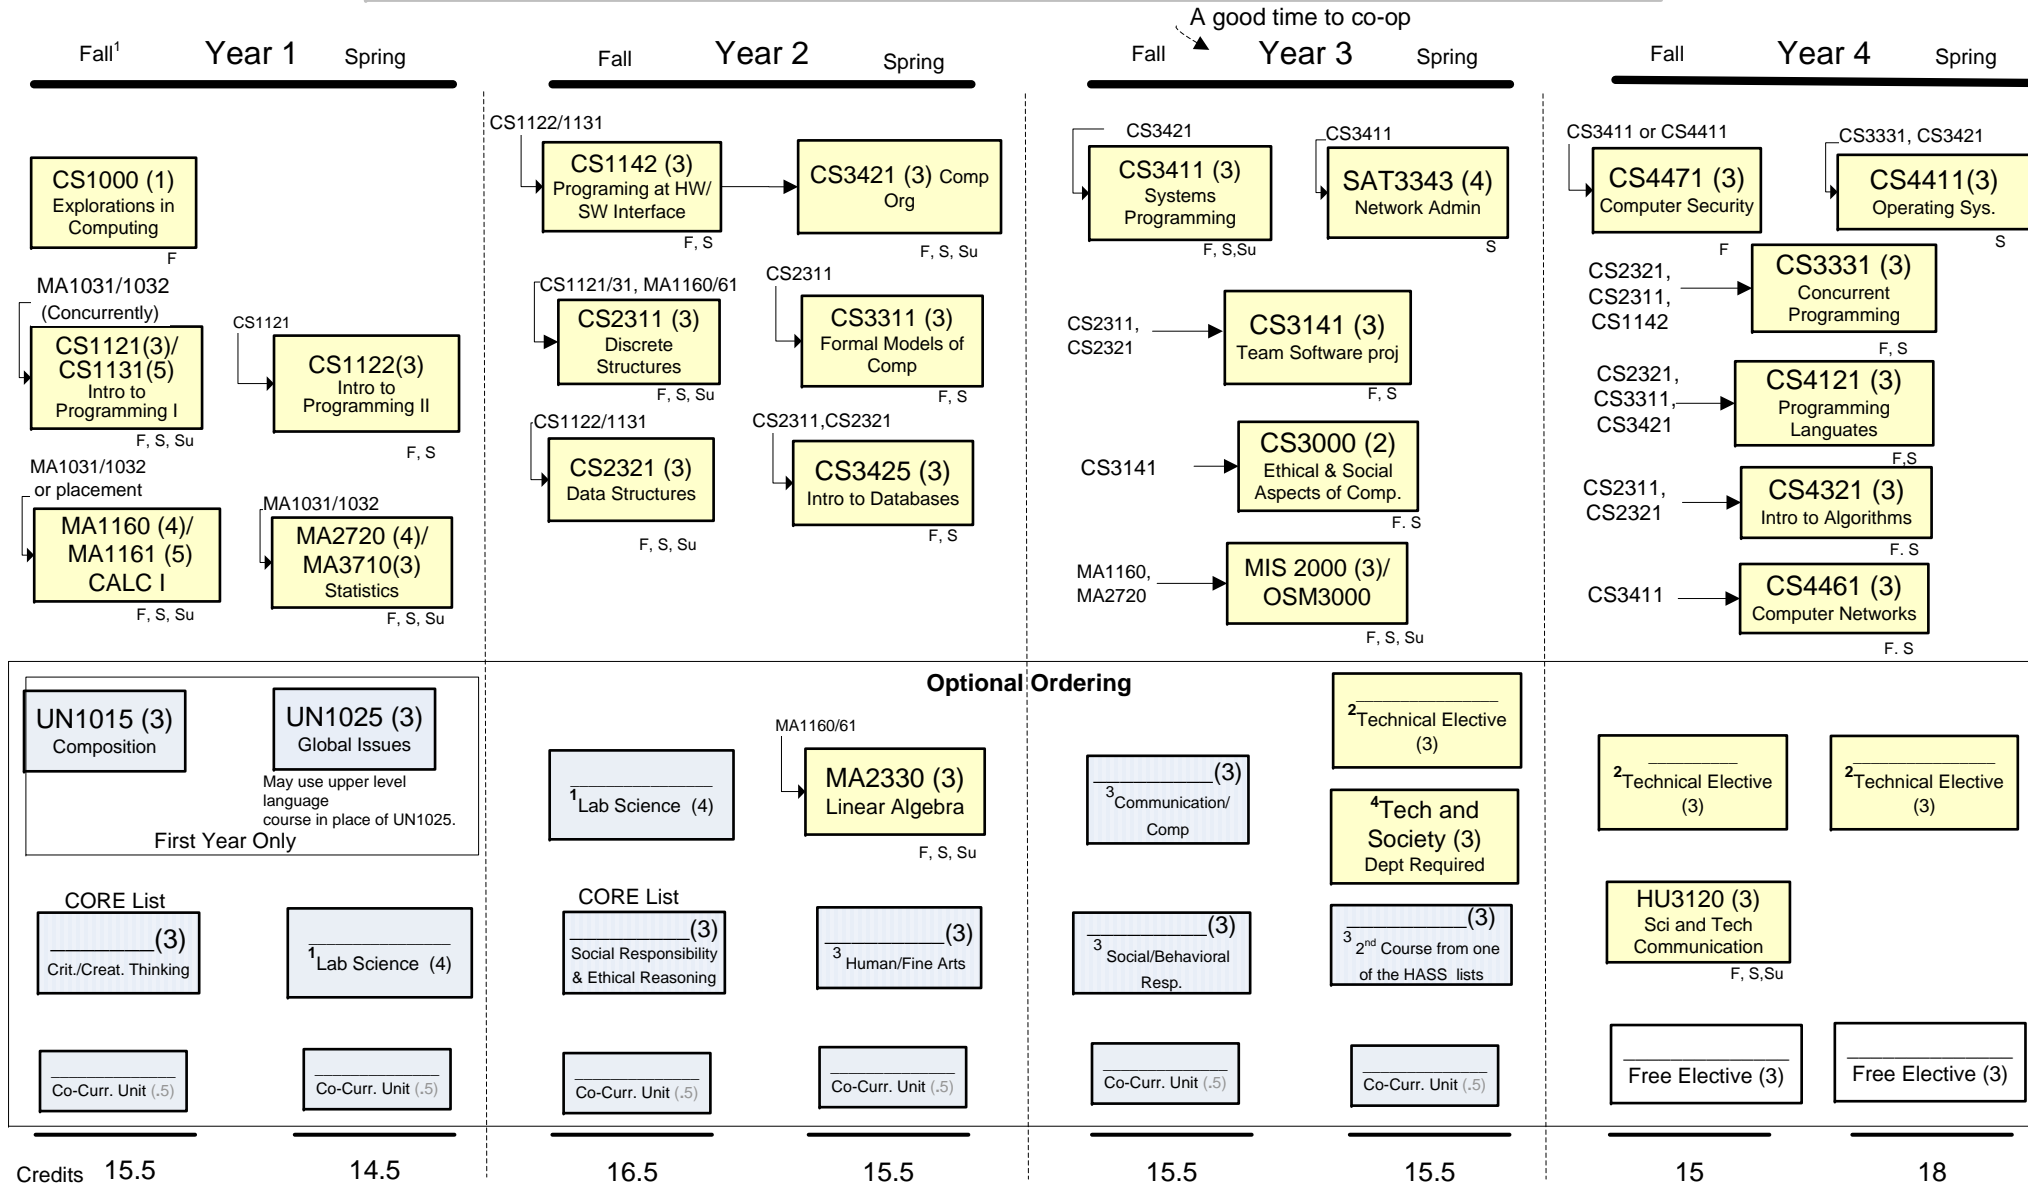 A good time to co-op
Fall¹ Year 1 Spring
Fall Year 2 Spring
Fall Year 3 Spring
Fall Year 4 Spring
CS1000 (1)
Explorations in
Computing
F
MA1031/1032
(Concurrently)
CS1121(3)/
CS1131(5)
Intro to
Programming I
F, S, Su
CS1121
CS1122(3)
Intro to
Programming II
F, S
MA1031/1032
or placement
MA1160 (4)/
MA1161 (5)
CALC I
F, S, Su
MA1031/1032
MA2720 (4)/
MA3710(3)
Statistics
F, S, Su
CS1122/1131
CS1142 (3)
Programing at HW/
SW Interface
F, S
CS3421 (3) Comp
Org
F, S, Su
CS1121/31, MA1160/61
CS2311 (3)
Discrete
Structures
F, S, Su
CS2311
CS3311 (3)
Formal Models of
Comp
F, S
CS1122/1131
CS2321 (3)
Data Structures
F, S, Su
CS2311,CS2321
CS3425 (3)
Intro to Databases
F, S
CS3421
CS3411 (3)
Systems
Programming
F, S,Su
CS3411
SAT3343 (4)
Network Admin
S
CS2311,
CS2321
CS3141 (3)
Team Software proj
F, S
CS3141
CS3000 (2)
Ethical & Social
Aspects of Comp.
F. S
MA1160,
MA2720
MIS 2000 (3)/
OSM3000
F, S, Su
CS3411 or CS4411
CS4471 (3)
Computer Security
F
CS3331, CS3421
CS4411(3)
Operating Sys.
S
CS2321,
CS2311,
CS1142
CS3331 (3)
Concurrent
Programming
F, S
CS2321,
CS3311,
CS3421
CS4121 (3)
Programming
Languates
F,S
CS2311,
CS2321
CS4321 (3)
Intro to Algorithms
F. S
CS3411
CS4461 (3)
Computer Networks
F. S
Optional Ordering
UN1015 (3)
Composition
UN1025 (3)
Global Issues
May use upper level
language
course in place of UN1025.
First Year Only
CORE List
(3)
Crit./Creat. Thinking
¹Lab Science (4)
Co-Curr. Unit (.5)
Co-Curr. Unit (.5)
¹Lab Science (4)
MA1160/61
MA2330 (3)
Linear Algebra
F, S, Su
CORE List
(3)
Social Responsibility
& Ethical Reasoning
(3)
³ Human/Fine Arts
Co-Curr. Unit (.5)
Co-Curr. Unit (.5)
(3)
³Communication/
Comp
²Technical Elective
(3)
⁴Tech and
Society (3)
Dept Required
(3)
³ Social/Behavioral
Resp.
(3)
³ 2nd Course from one
of the HASS lists
Co-Curr. Unit (.5)
Co-Curr. Unit (.5)
²Technical Elective
(3)
²Technical Elective
(3)
HU3120 (3)
Sci and Tech
Communication
F, S,Su
Free Elective (3)
Free Elective (3)
Credits 15.5 14.5 16.5 15.5 15.5 15.5 15 18